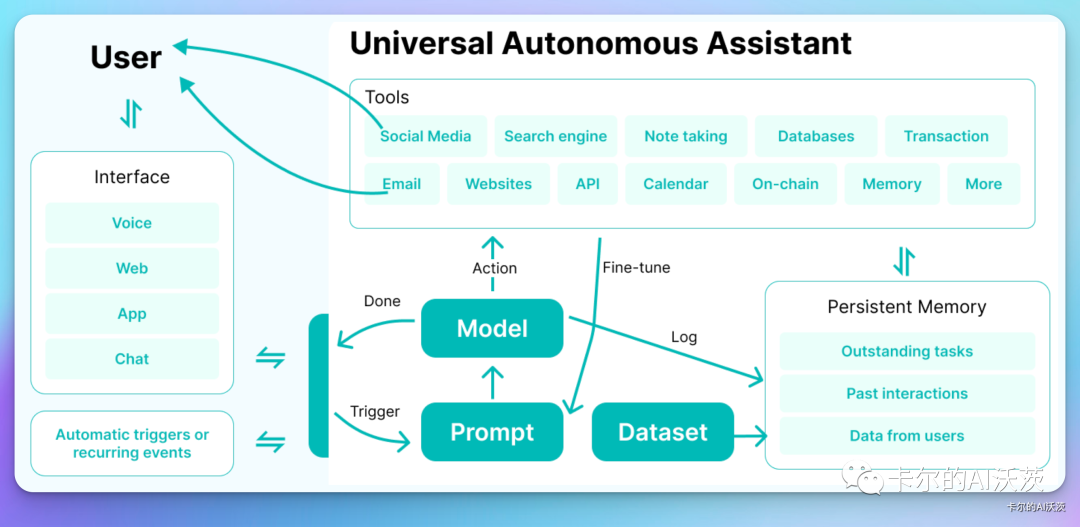 User
Universal Autonomous Assistant
Tools
Social Media
Search engine
Note taking
Databases
Transaction
Email
Websites
API
Calendar
On-chain
Memory
More
Interface
Voice
Web
App
Chat
Automatic triggers or
recurring events
Action
Fine-tune
Done
Model
Log
Trigger
Prompt
Dataset
Persistent Memory
Outstanding tasks
Past interactions
Data from users
卡尔的AI沃茨
卡尔的AI沃茨